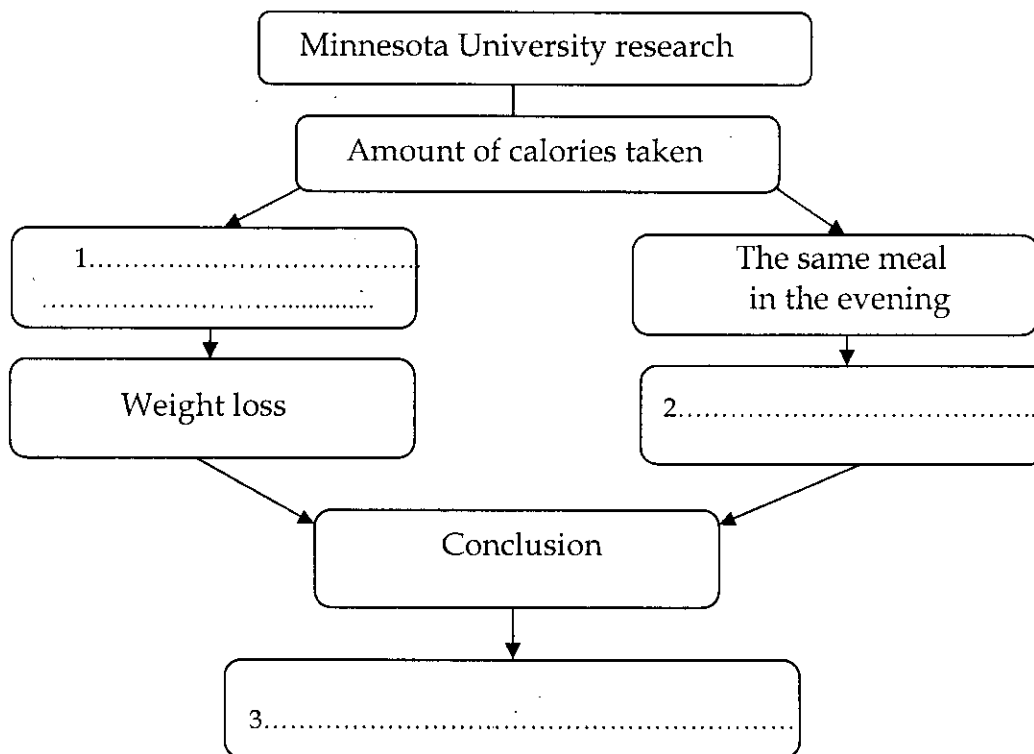 Minnesota University research
Amount of calories taken
1.............................................
.............................................
The same meal
in the evening
Weight loss
2.............................................
Conclusion
3..............................................................